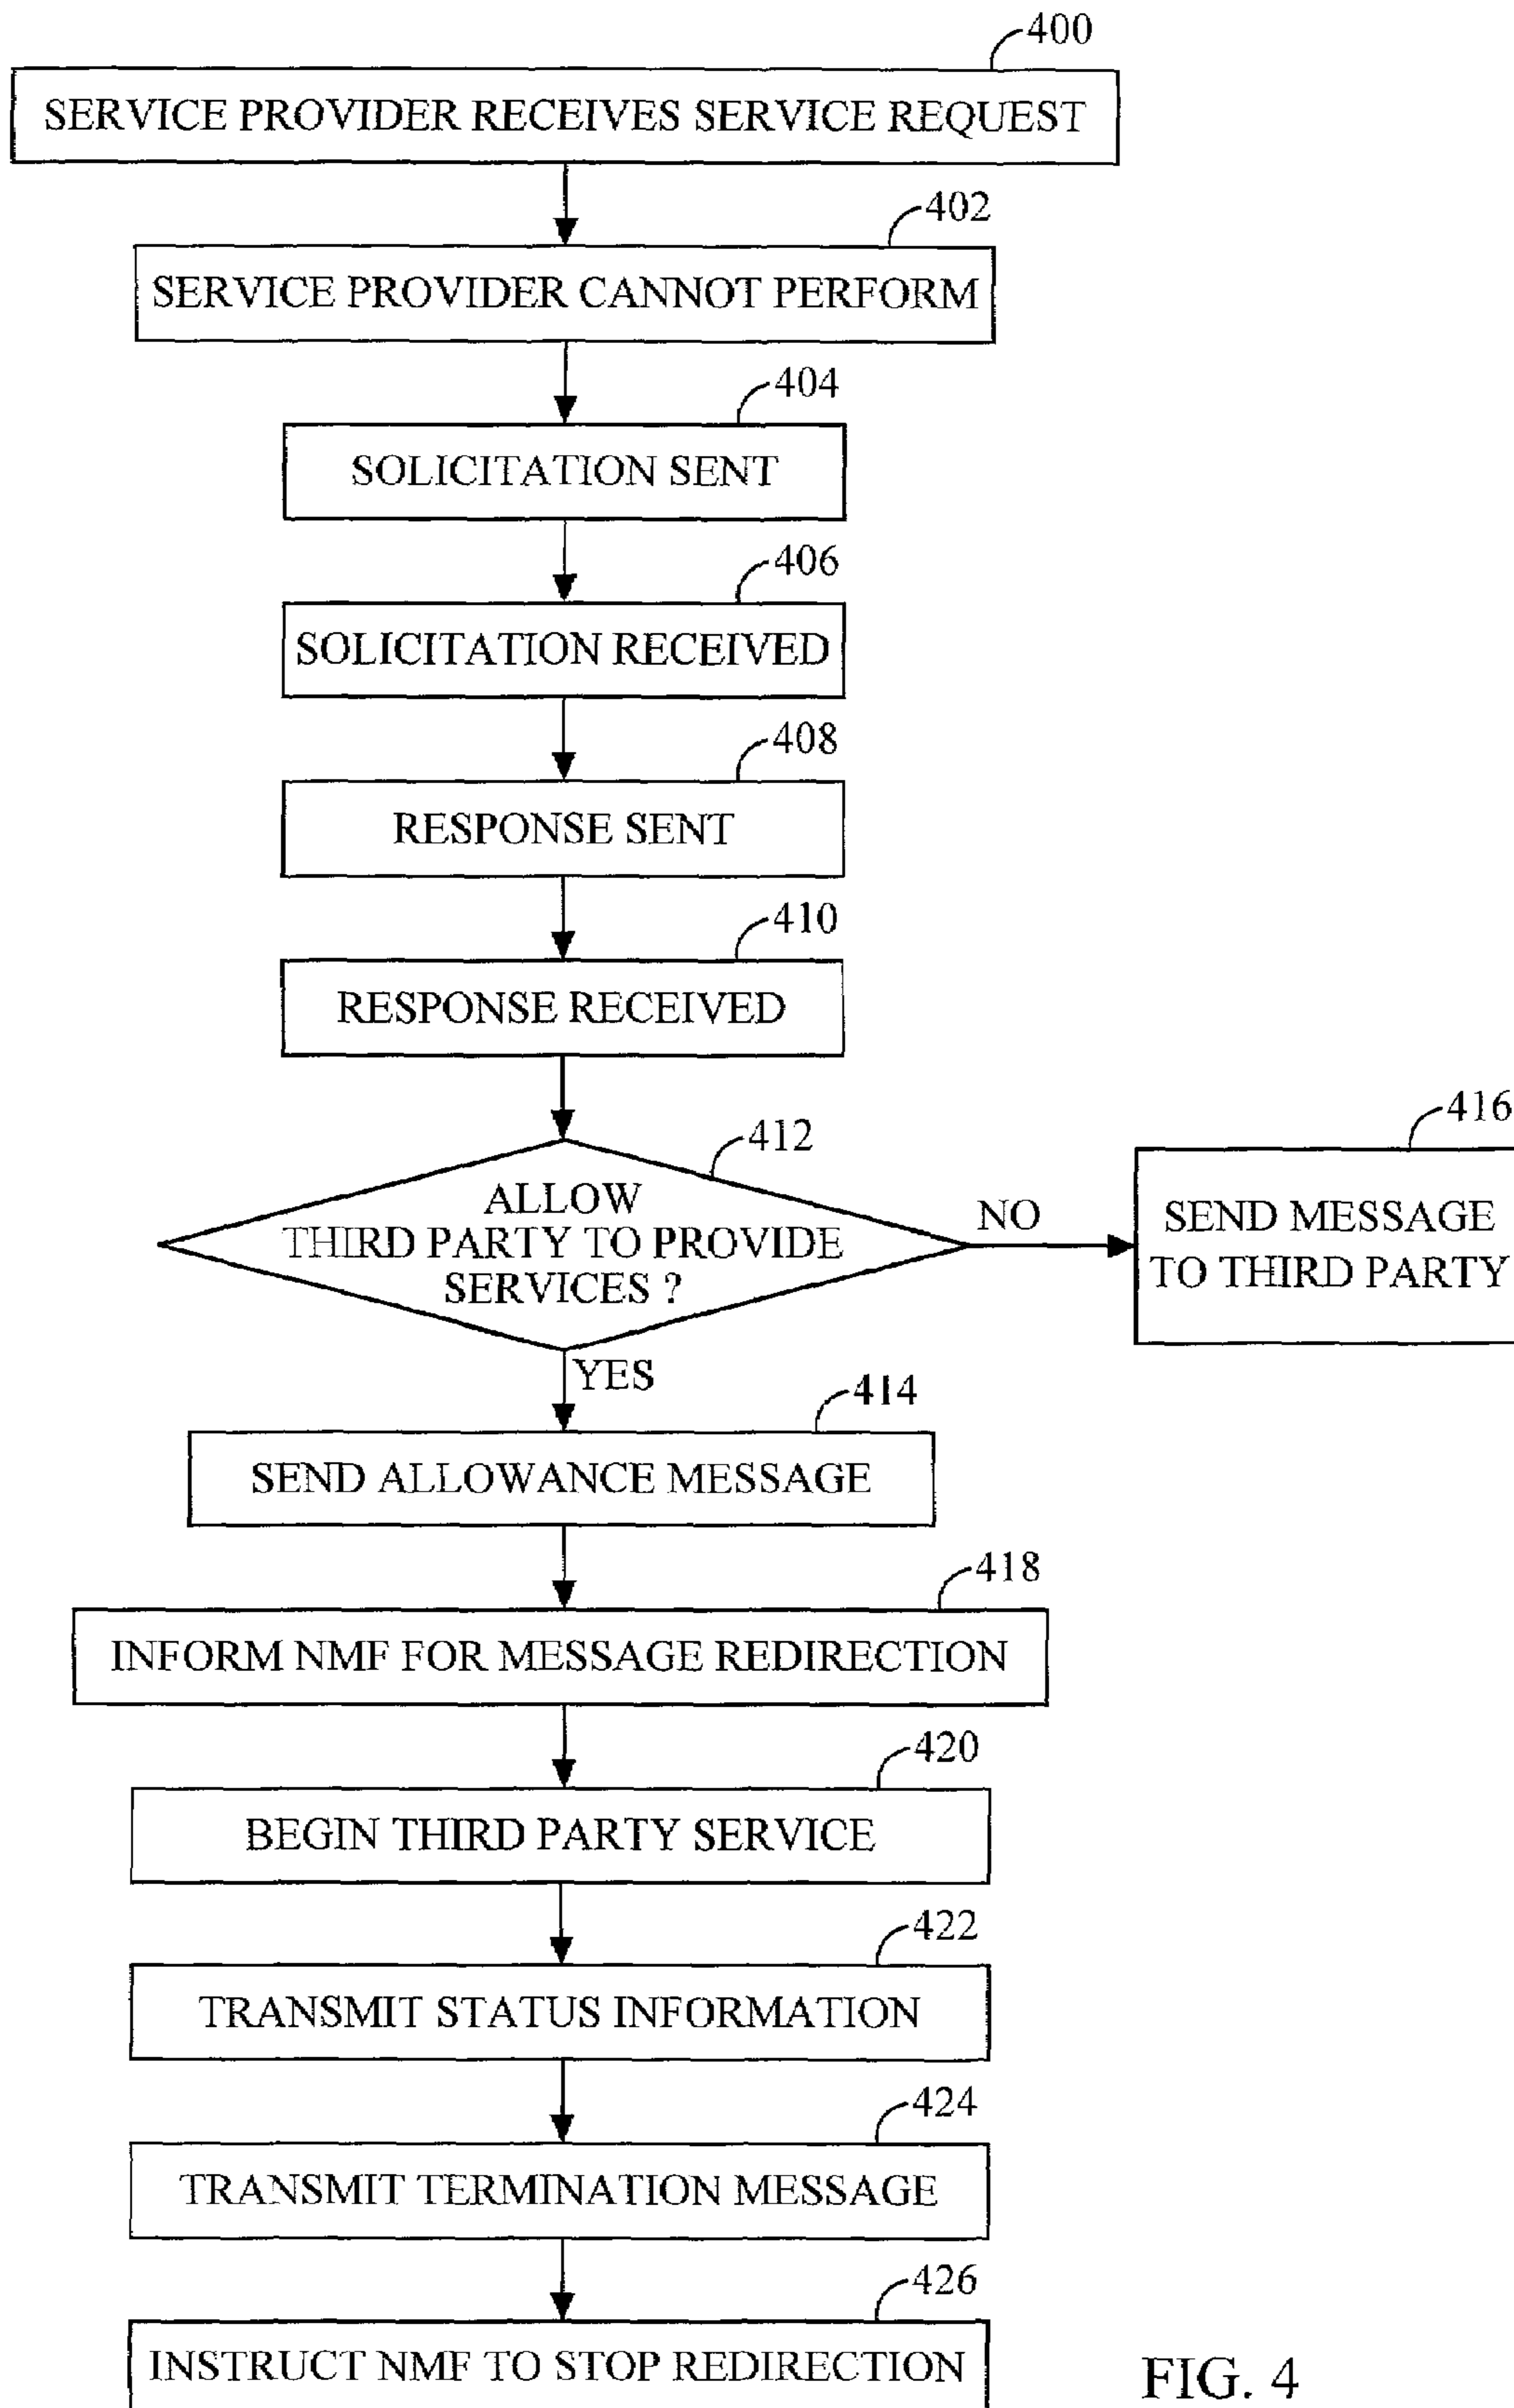 400
SERVICE PROVIDER RECEIVES SERVICE REQUEST
402
SERVICE PROVIDER CANNOT PERFORM
404
SOLICITATION SENT
406
SOLICITATION RECEIVED
408
RESPONSE SENT
410
RESPONSE RECEIVED
412
ALLOW
THIRD PARTY TO PROVIDE
SERVICES ?
NO
416
SEND MESSAGE
TO THIRD PARTY
YES
414
SEND ALLOWANCE MESSAGE
418
INFORM NMF FOR MESSAGE REDIRECTION
420
BEGIN THIRD PARTY SERVICE
422
TRANSMIT STATUS INFORMATION
424
TRANSMIT TERMINATION MESSAGE
426
INSTRUCT NMF TO STOP REDIRECTION
FIG. 4